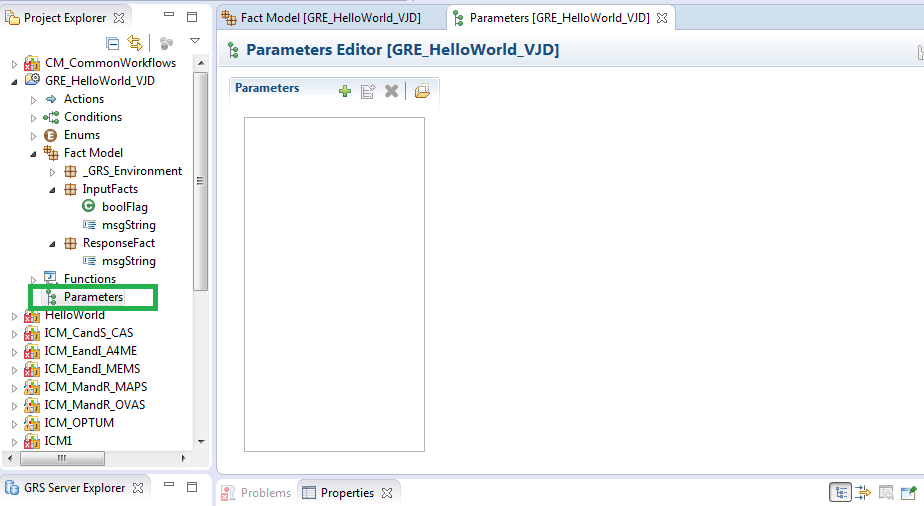 Project Explorer
CM_CommonWorkflows
GRE_HelloWorld_VJD
Actions
Conditions
Enums
Fact Model
_GRS_Environment
InputFacts
boolFlag
msgString
ResponseFact
msgString
Functions
Parameters
HelloWorld
ICM_CandS_CAS
ICM_EandI_A4ME
ICM_EandI_MEMS
ICM_MandR_MAPS
ICM_MandR_OVAS
ICM_OPTUM
ICM1
GRS Server Explorer
Fact Model [GRE_HelloWorld_VJD]
Parameters [GRE_HelloWorld_VJD]
Parameters Editor [GRE_HelloWorld_VJD]
Parameters
Problems
Properties